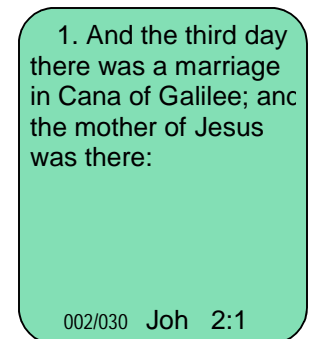 1. And the third day
there was a marriage
in Cana of Galilee; and
the mother of Jesus
was there:
002/030 Joh 2:1